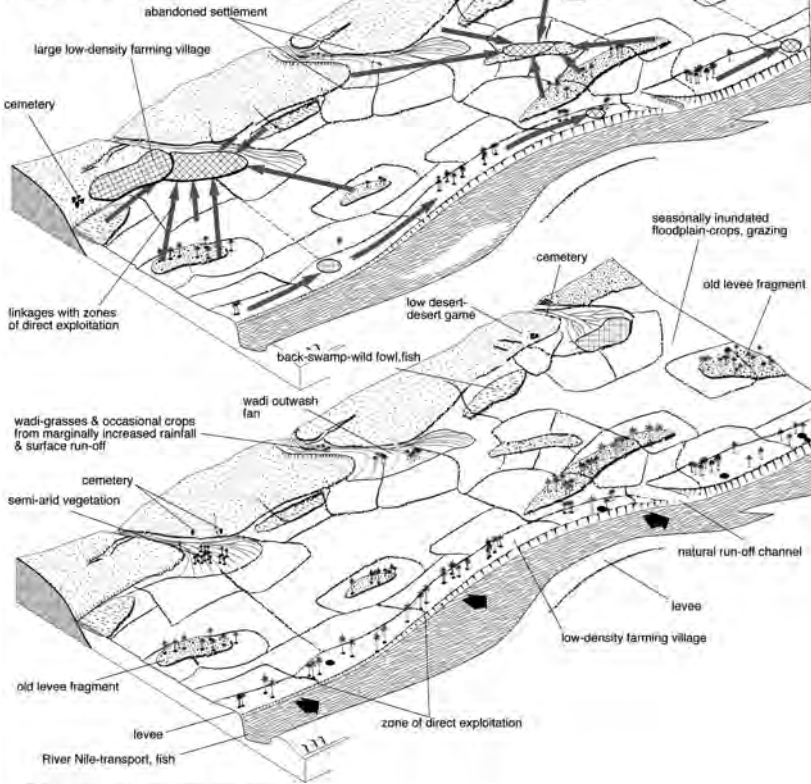 abandoned settlement
large low-density farming village
cemetery
linkages with zones
of direct exploitation
seasonally inundated
floodplain-crops, grazing
cemetery
old levee fragment
low desert-
desert game
back-swamp-wild fowl,fish
wadi outwash
fan
wadi-grasses & occasional crops
from marginally increased rainfall
& surface run-off
cemetery
semi-arid vegetation
natural run-off channel
levee
low-density farming village
old levee fragment
zone of direct exploitation
levee
River Nile-transport, fish